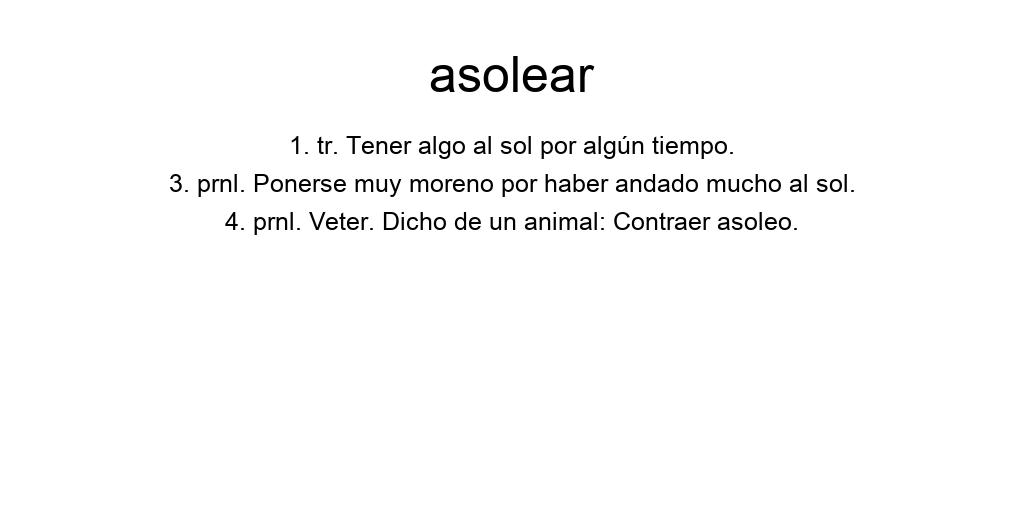 asolear
1. tr. Tener algo al sol por algún tiempo.
3. prnl. Ponerse muy moreno por haber andado mucho al sol.
4. prnl. Veter. Dicho de un animal: Contraer asoleo.